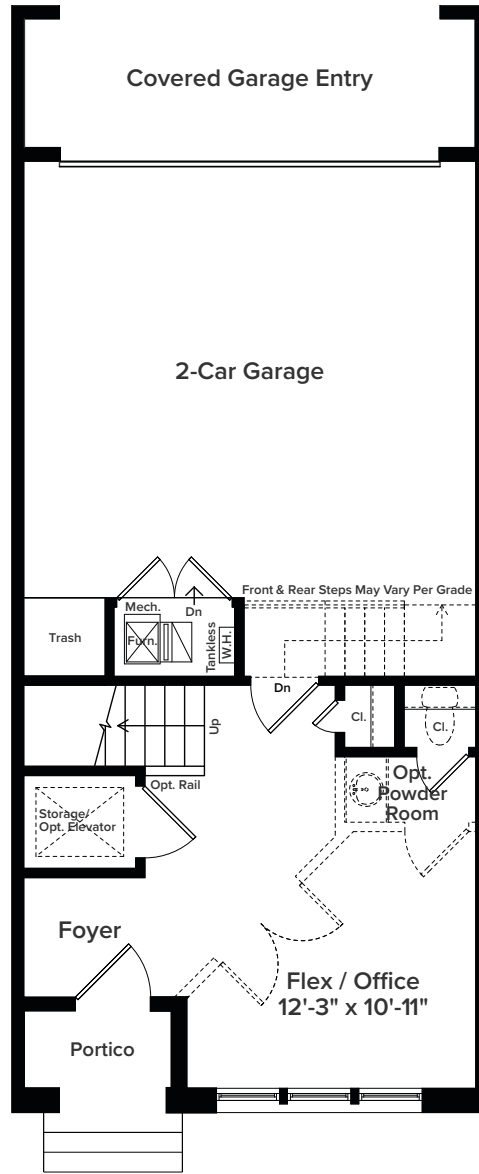 Covered Garage Entry
2-Car Garage
Front & Rear Steps May Vary Per Grade
Mech.
Dn
Trash
Furn.
Tankless
W.H.
Dn
Up
Cl.
Cl.
Opt. Rail
Opt.
Powder
Room
Storage/
Opt. Elevator
Foyer
Flex / Office
12'-3" x 10'-11"
Portico